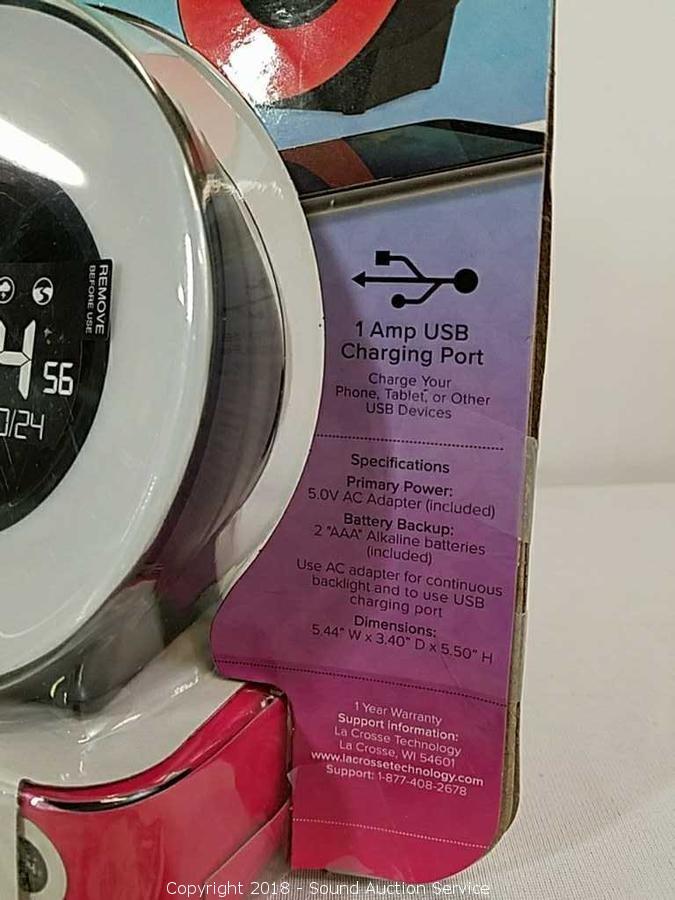 REMOVE
BEFORE USE
4 56
0/24
1 Amp USB
Charging Port
Charge Your
Phone, Tablet, or Other
USB Devices
Specifications
Primary Power:
5.0V AC Adapter (included)
Battery Backup:
2 "AAA" Alkaline batteries
(included)
Use AC adapter for continuous
backlight and to use USB
charging port
Dimensions:
5.44" W x 3.40" D x 5.50" H
1 Year Warranty
Support information:
La Crosse Technology
La Crosse, WI 54601
www.lacrossetechnology.com
Support: 1-877-408-2678
Copyright 2018 - Sound Auction Service